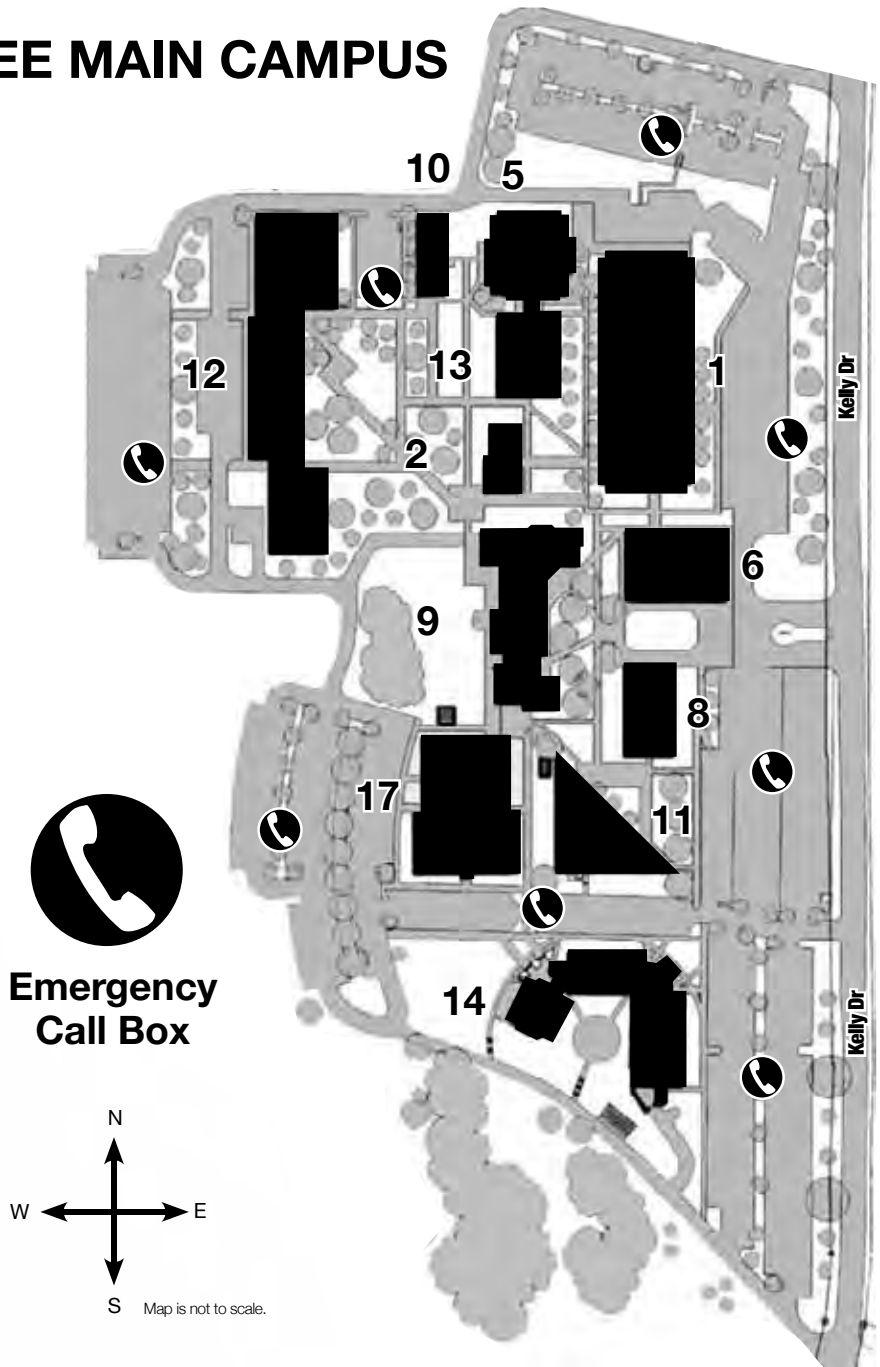 EE MAIN CAMPUS
10
5
12
13
1
Kelly Dr
2
6
9
8
17
11
Emergency
Call Box
14
Kelly Dr
N
W
E
S
Map is not to scale.